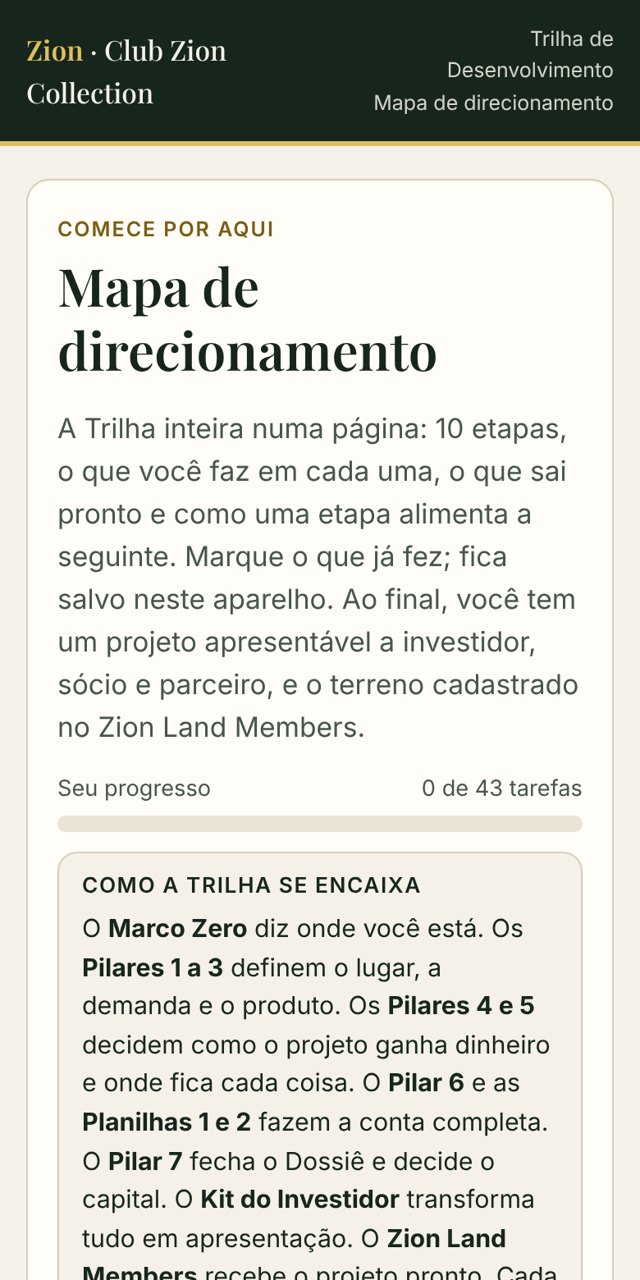 Zion · Club Zion
Collection
Trilha de
Desenvolvimento
Mapa de direcionamento
COMECE POR AQUI
Mapa de
direcionamento
A Trilha inteira numa página: 10 etapas,
o que você faz em cada uma, o que sai
pronto e como uma etapa alimenta a
seguinte. Marque o que já fez; fica
salvo neste aparelho. Ao final, você tem
um projeto apresentável a investidor,
sócio e parceiro, e o terreno cadastrado
no Zion Land Members.
Seu progresso
0 de 43 tarefas
COMO A TRILHA SE ENCAIXA
O Marco Zero diz onde você está. Os
Pilares 1 a 3 definem o lugar, a
demanda e o produto. Os Pilares 4 e 5
decidem como o projeto ganha dinheiro
e onde fica cada coisa. O Pilar 6 e as
Planilhas 1 e 2 fazem a conta completa.
O Pilar 7 fecha o Dossiê e decide o
capital. O Kit do Investidor transforma
tudo em apresentação. O Zion Land
Members recebe o projeto pronto. Cada